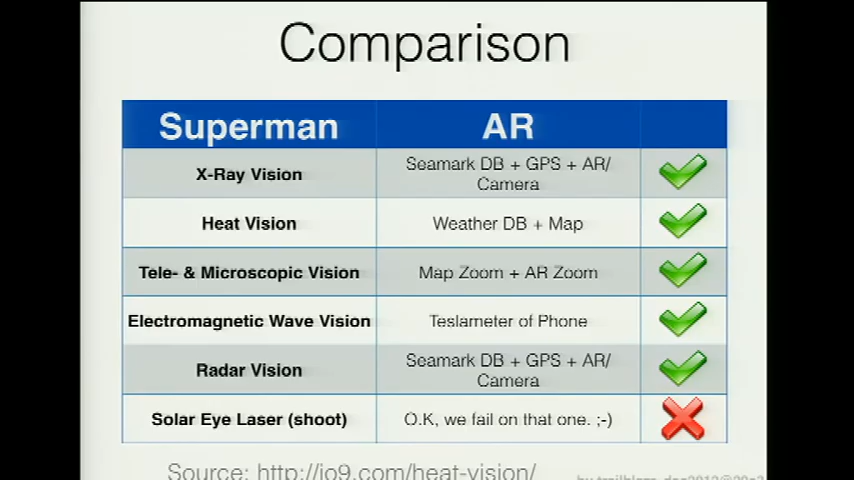 Comparison
Superman AR
X-Ray Vision Seamark DB + GPS + AR/
Camera
Heat Vision Weather DB + Map
Tele- & Microscopic Vision Map Zoom + AR Zoom
Electromagnetic Wave Vision Teslameter of Phone
Radar Vision Seamark DB + GPS + AR/
Camera
Solar Eye Laser (shoot) O.K, we fail on that one. ;-)
Source: http://io9.com/heat-vision/